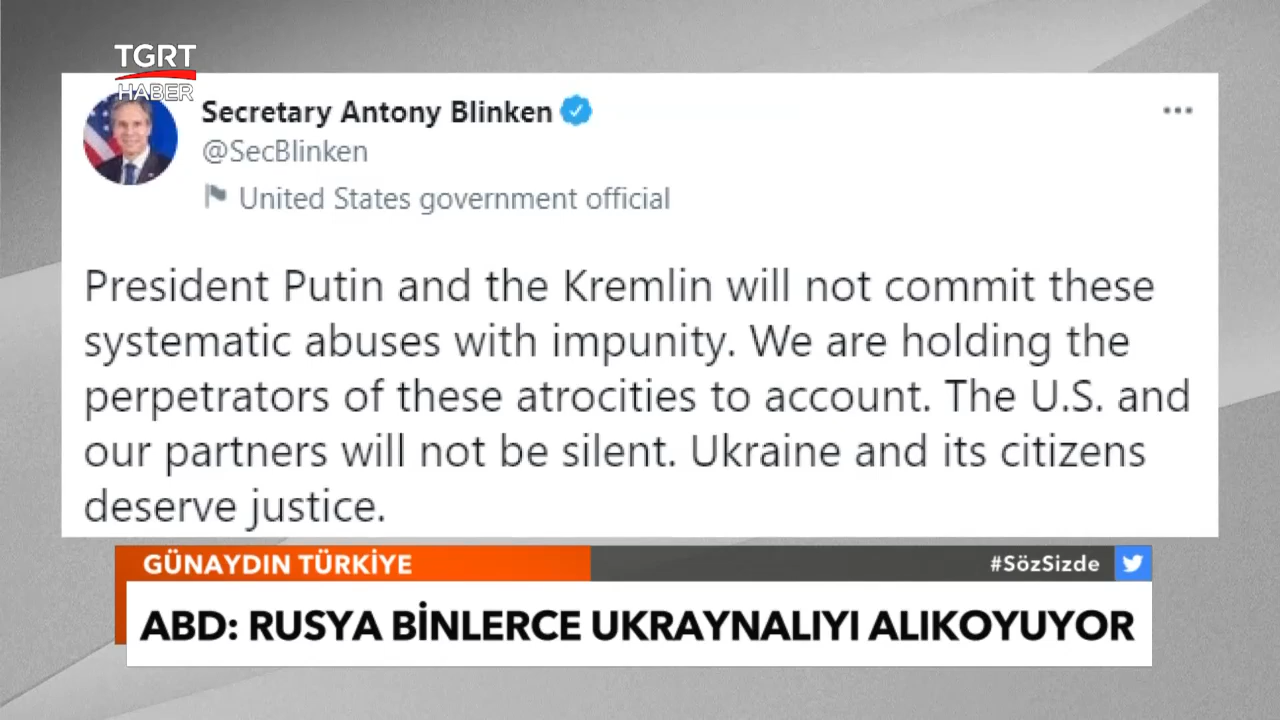 TGRT
HABER
Secretary Antony Blinken
@SecBlinken
United States government official
President Putin and the Kremlin will not commit these
systematic abuses with impunity. We are holding the
perpetrators of these atrocities to account. The U.S. and
our partners will not be silent. Ukraine and its citizens
deserve justice.
GÜNAYDIN TÜRKİYE
#SözSizde
ABD: RUSYA BİNLERCE UKRAYNALIYI ALIKOYUYOR